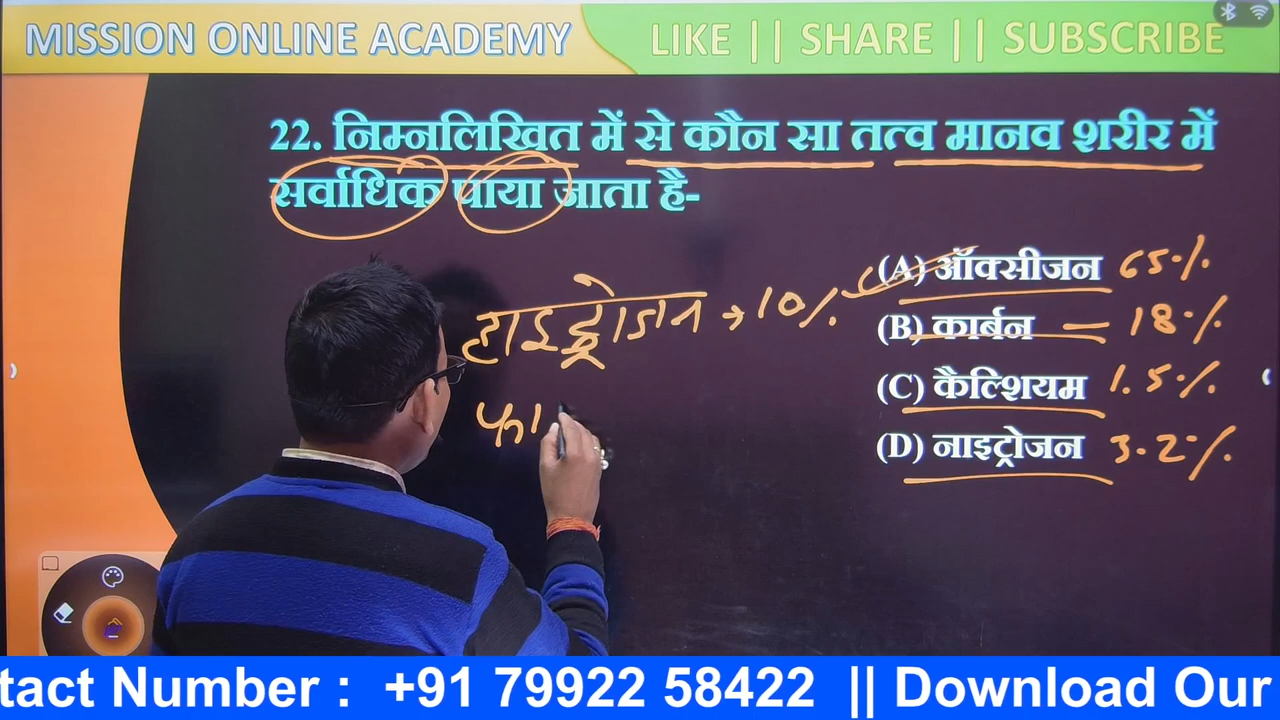 MISSION ONLINE ACADEMY
LIKE || SHARE || SUBSCRIBE
22. निम्नलिखित में से कौन सा तत्व मानव शरीर में
सर्वाधिक पाया जाता है-
(A) ऑक्सीजन 65%
(B) कार्बन — 18%
(C) कैल्शियम 1.5%
(D) नाइट्रोजन 3.2%
हाइड्रोजन → 10%
फा
tact Number : +91 79922 58422 || Download Our